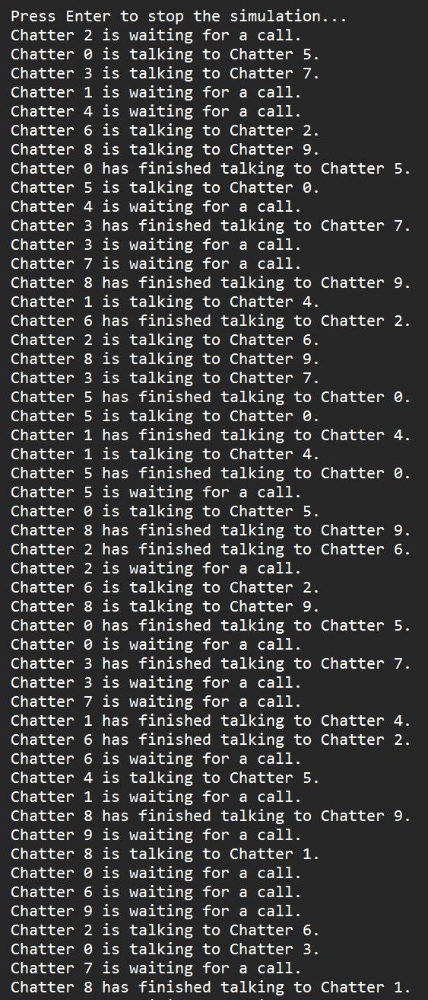 Press Enter to stop the simulation...
Chatter 2 is waiting for a call.
Chatter 0 is talking to Chatter 5.
Chatter 3 is talking to Chatter 7.
Chatter 1 is waiting for a call.
Chatter 4 is waiting for a call.
Chatter 6 is talking to Chatter 2.
Chatter 8 is talking to Chatter 9.
Chatter 0 has finished talking to Chatter 5.
Chatter 5 is talking to Chatter 0.
Chatter 4 is waiting for a call.
Chatter 3 has finished talking to Chatter 7.
Chatter 3 is waiting for a call.
Chatter 7 is waiting for a call.
Chatter 8 has finished talking to Chatter 9.
Chatter 1 is talking to Chatter 4.
Chatter 6 has finished talking to Chatter 2.
Chatter 2 is talking to Chatter 6.
Chatter 8 is talking to Chatter 9.
Chatter 3 is talking to Chatter 7.
Chatter 5 has finished talking to Chatter 0.
Chatter 5 is talking to Chatter 0.
Chatter 1 has finished talking to Chatter 4.
Chatter 1 is talking to Chatter 4.
Chatter 5 has finished talking to Chatter 0.
Chatter 5 is waiting for a call.
Chatter 0 is talking to Chatter 5.
Chatter 8 has finished talking to Chatter 9.
Chatter 2 has finished talking to Chatter 6.
Chatter 2 is waiting for a call.
Chatter 6 is talking to Chatter 2.
Chatter 8 is talking to Chatter 9.
Chatter 0 has finished talking to Chatter 5.
Chatter 0 is waiting for a call.
Chatter 3 has finished talking to Chatter 7.
Chatter 3 is waiting for a call.
Chatter 7 is waiting for a call.
Chatter 1 has finished talking to Chatter 4.
Chatter 6 has finished talking to Chatter 2.
Chatter 6 is waiting for a call.
Chatter 4 is talking to Chatter 5.
Chatter 1 is waiting for a call.
Chatter 8 has finished talking to Chatter 9.
Chatter 9 is waiting for a call.
Chatter 8 is talking to Chatter 1.
Chatter 0 is waiting for a call.
Chatter 6 is waiting for a call.
Chatter 9 is waiting for a call.
Chatter 2 is talking to Chatter 6.
Chatter 0 is talking to Chatter 3.
Chatter 7 is waiting for a call.
Chatter 8 has finished talking to Chatter 1.